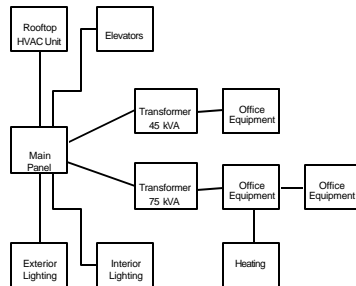 Rooftop
HVAC Unit
Elevators
Transformer
45 kVA
Office
Equipment
Main
Panel
Transformer
75 kVA
Office
Equipment
Office
Equipment
Exterior
Lighting
Interior
Lighting
Heating